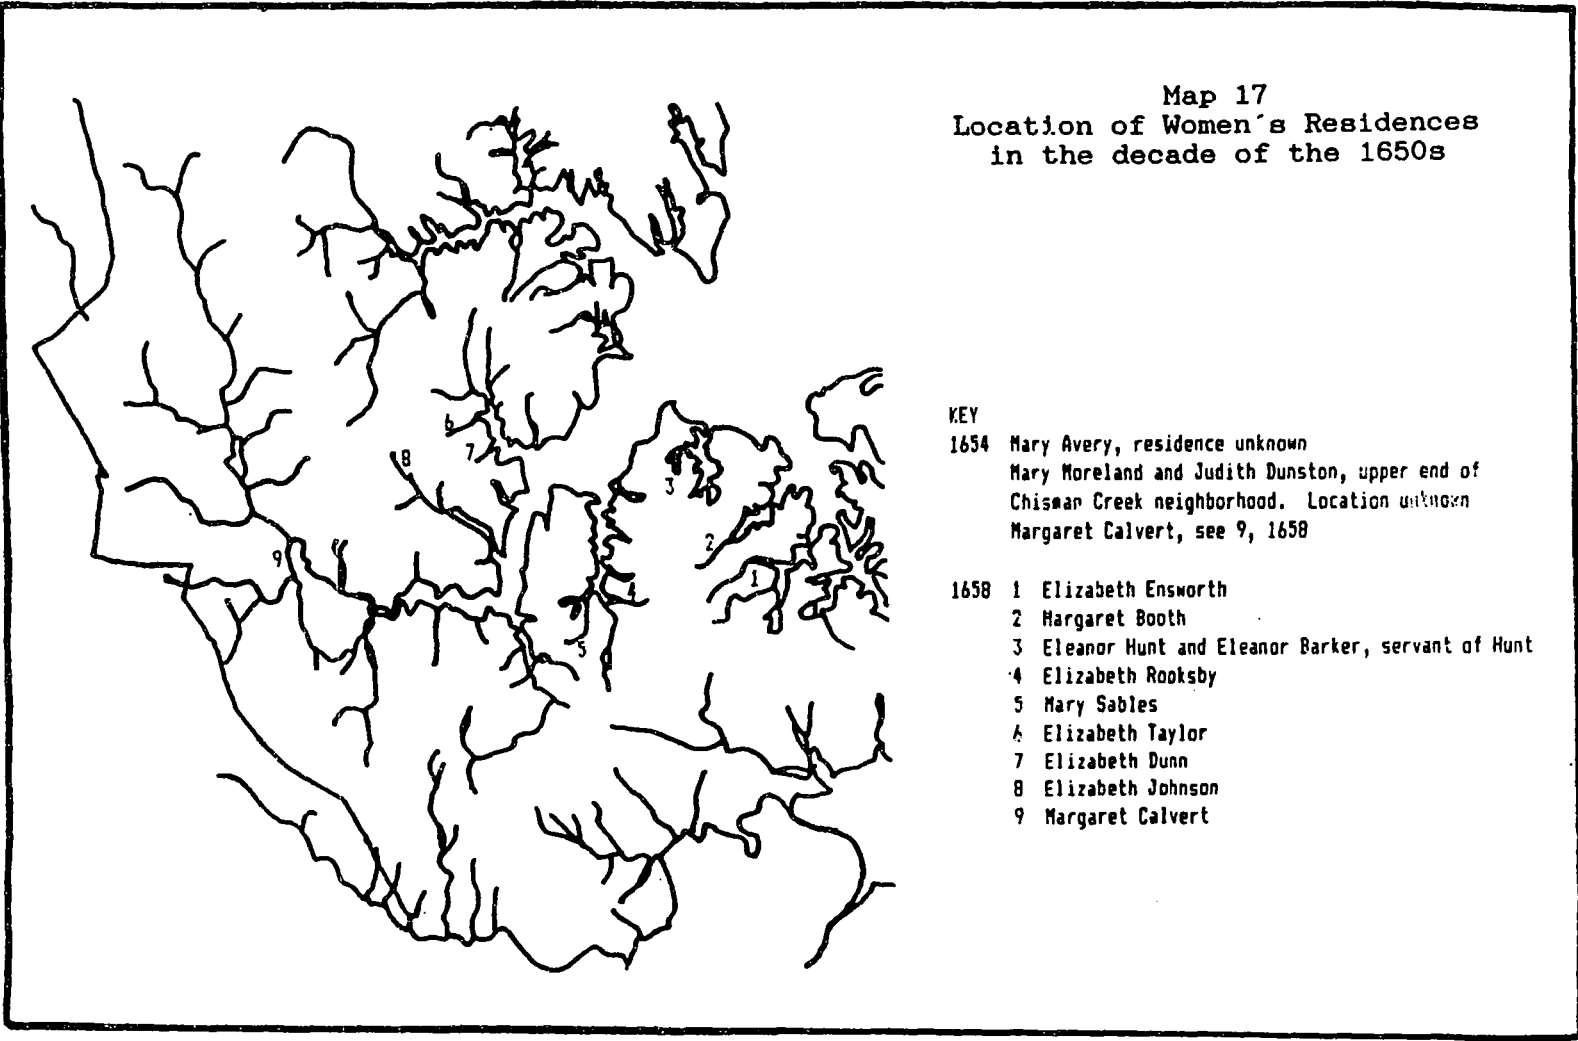 Map 17
Location of Women's Residences
in the decade of the 1650s
KEY
1654 Mary Avery, residence unknown
Mary Moreland and Judith Dunston, upper end of
Chisman Creek neighborhood. Location unknown
Margaret Calvert, see 9, 1658
1658 1 Elizabeth Ensworth
2 Margaret Booth
3 Eleanor Hunt and Eleanor Barker, servant of Hunt
4 Elizabeth Rooksby
5 Mary Sables
6 Elizabeth Taylor
7 Elizabeth Dunn
8 Elizabeth Johnson
9 Margaret Calvert
6
7
8
3
2
9
1
4
5